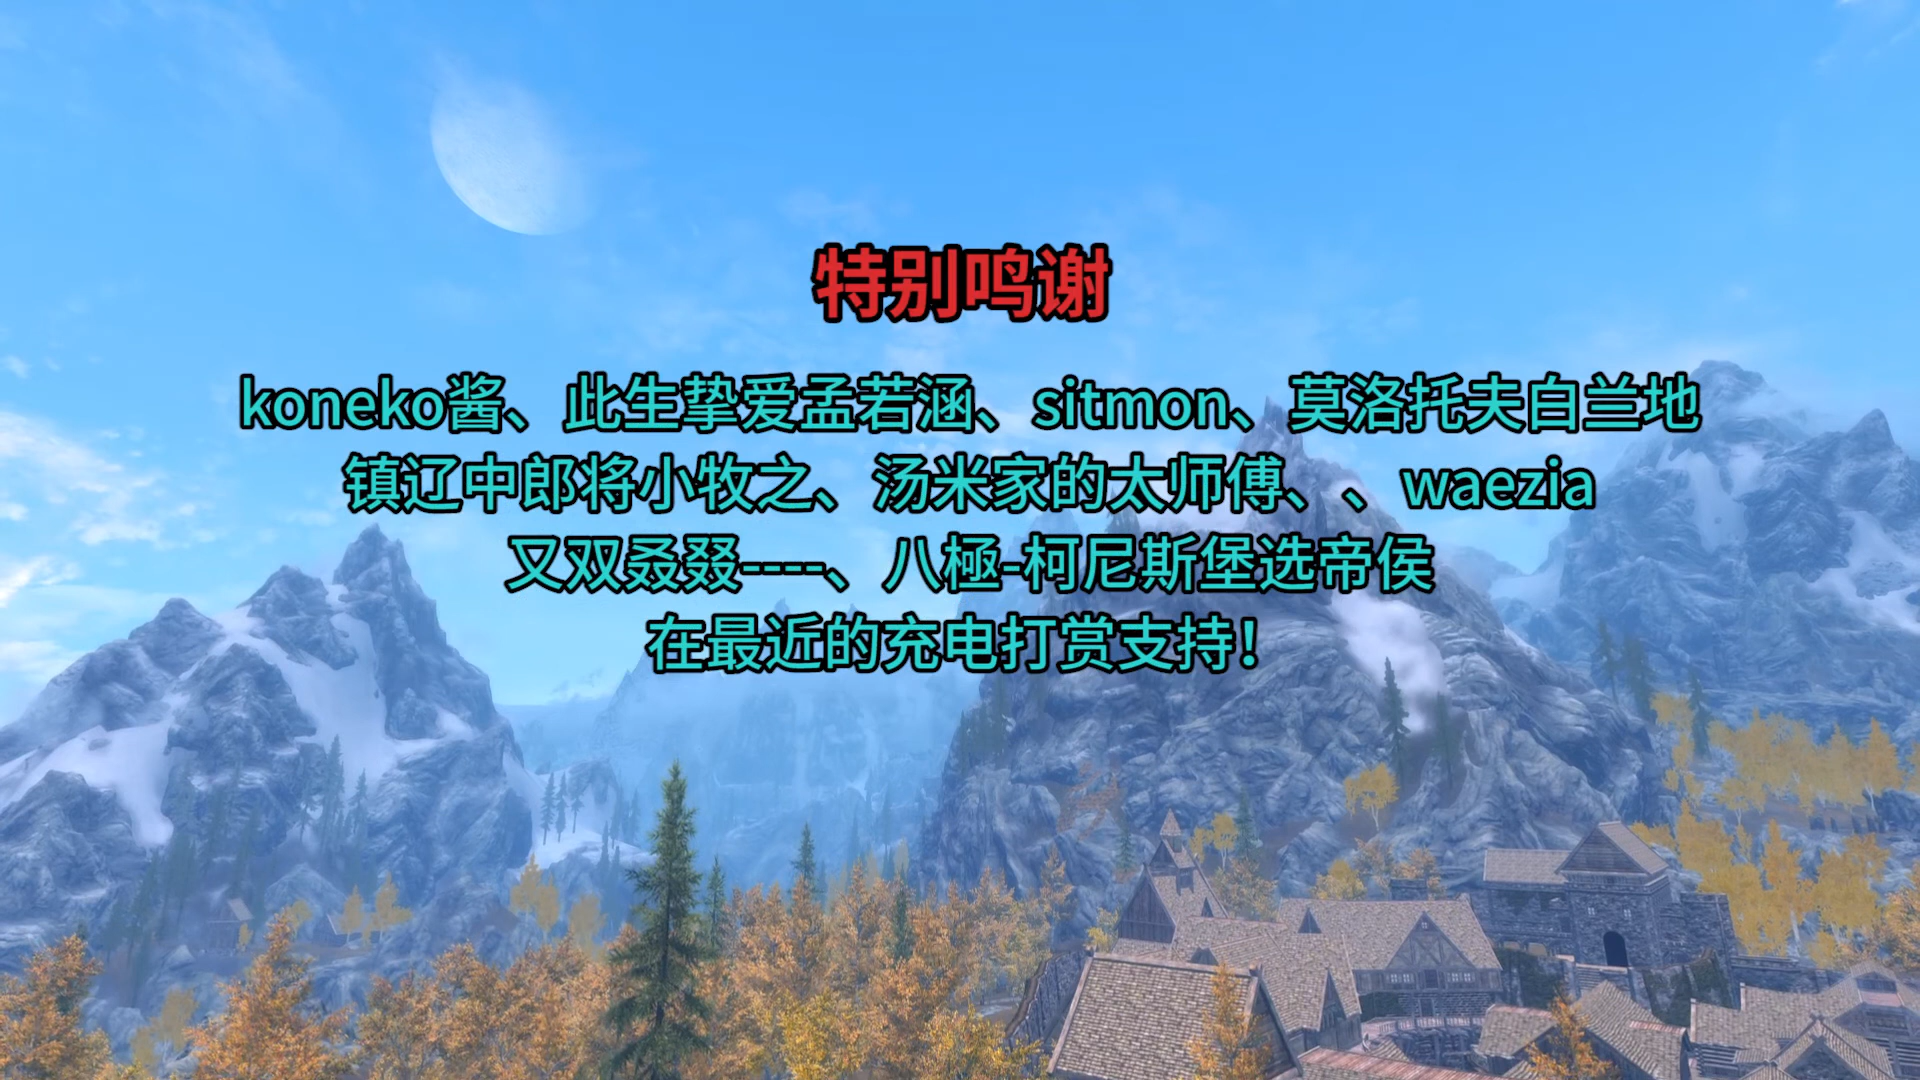 特别鸣谢
koneko酱、此生挚爱孟若涵、sitmon、莫洛托夫白兰地
镇辽中郎将小牧之、汤米家的太师傅、、waezia
又双叒叕----、八極-柯尼斯堡选帝侯
在最近的充电打赏支持！